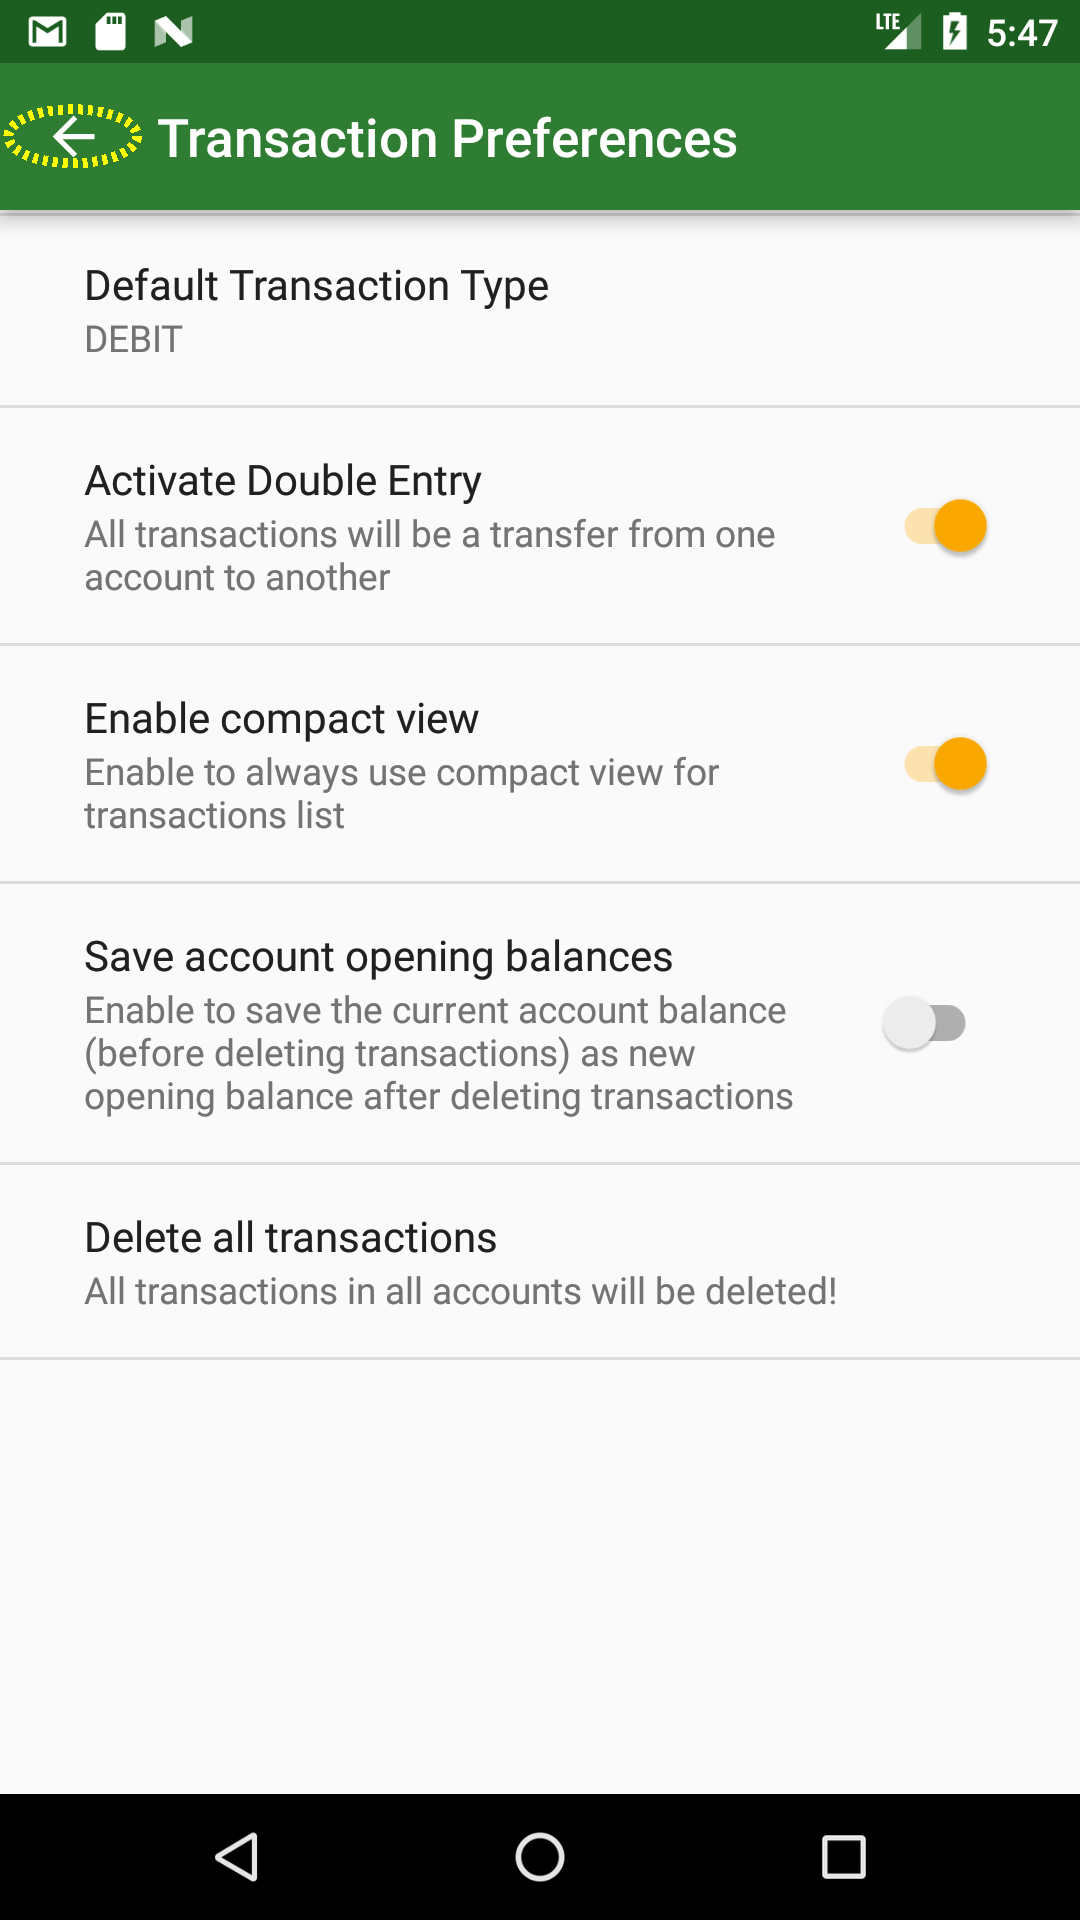 LTE 5:47
Transaction Preferences
Default Transaction Type
DEBIT
Activate Double Entry
All transactions will be a transfer from one
account to another
Enable compact view
Enable to always use compact view for
transactions list
Save account opening balances
Enable to save the current account balance
(before deleting transactions) as new
opening balance after deleting transactions
Delete all transactions
All transactions in all accounts will be deleted!